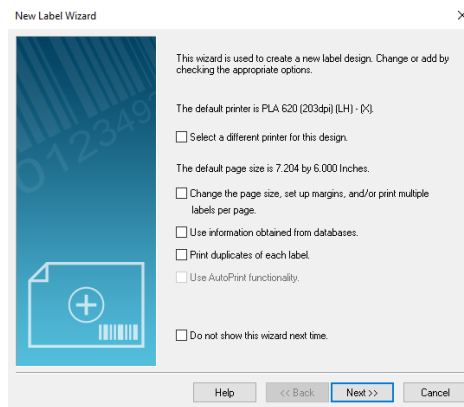 New Label Wizard
This wizard is used to create a new label design. Change or add by
checking the appropriate options.
The default printer is PLA 620 (203dpi) (LH) - (X).
Select a different printer for this design.
The default page size is 7.204 by 6.000 Inches.
Change the page size, set up margins, and/or print multiple
labels per page.
Use information obtained from databases.
Print duplicates of each label.
Use AutoPrint functionality.
Do not show this wizard next time.
Help
<< Back
Next >>
Cancel